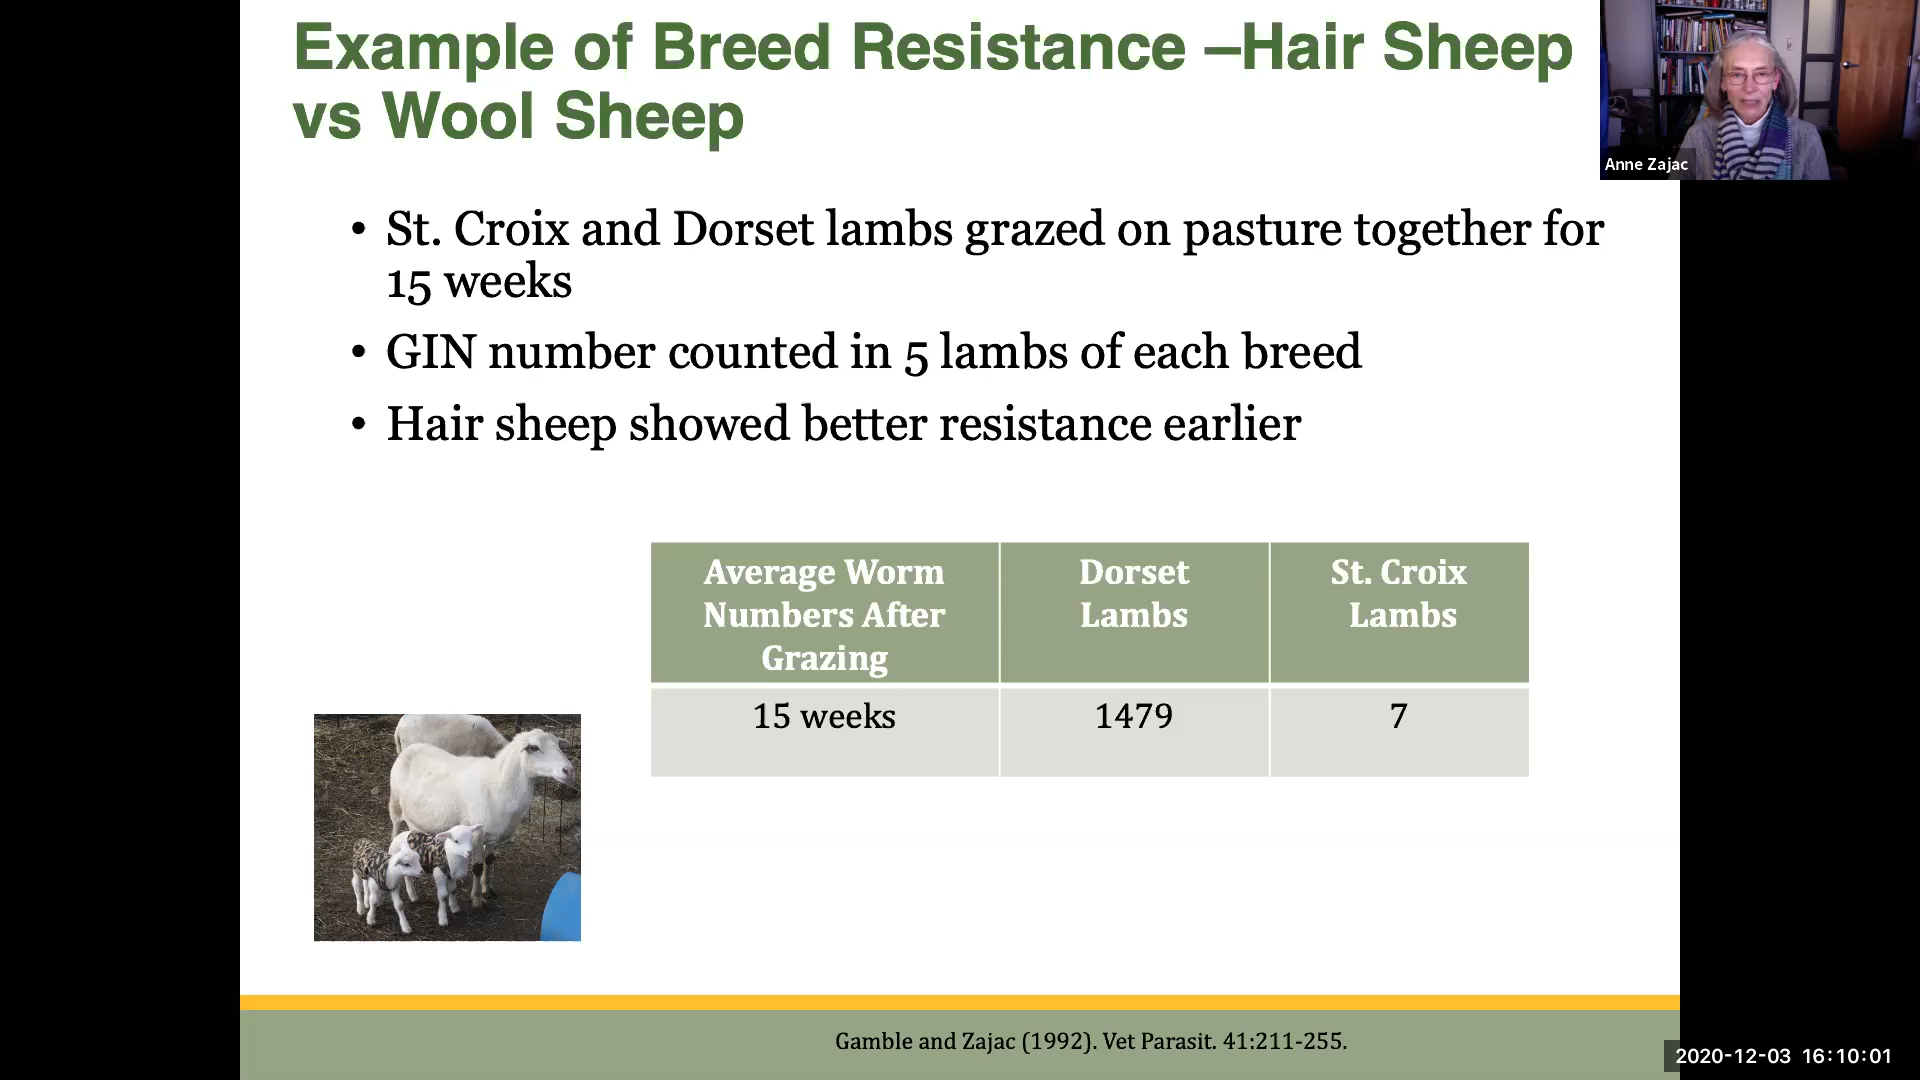 Example of Breed Resistance –Hair Sheep
vs Wool Sheep
Anne Zajac
• St. Croix and Dorset lambs grazed on pasture together for
15 weeks
• GIN number counted in 5 lambs of each breed
• Hair sheep showed better resistance earlier
Average Worm
Numbers After
Grazing
Dorset
Lambs
St. Croix
Lambs
15 weeks
1479
7
Gamble and Zajac (1992). Vet Parasit. 41:211-255.
2020-12-03 16:10:01